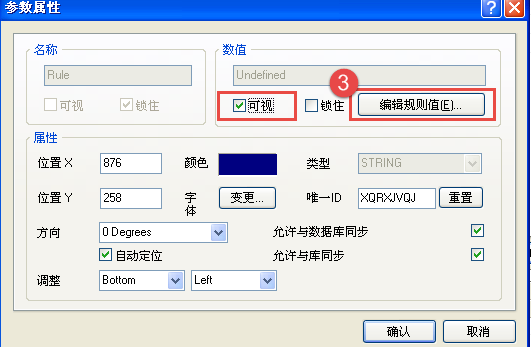 参数属性
名称
Rule
可视 锁住
数值
Undefined
可视 锁住 编辑规则值(E)...
3
属性
位置 X 876 颜色 类型 STRING
位置 Y 258 字体 变更... 唯一ID XQRXJVQJ 重置
方向 0 Degrees 允许与数据库同步
自动定位 允许与库同步
调整 Bottom Left
确认 取消